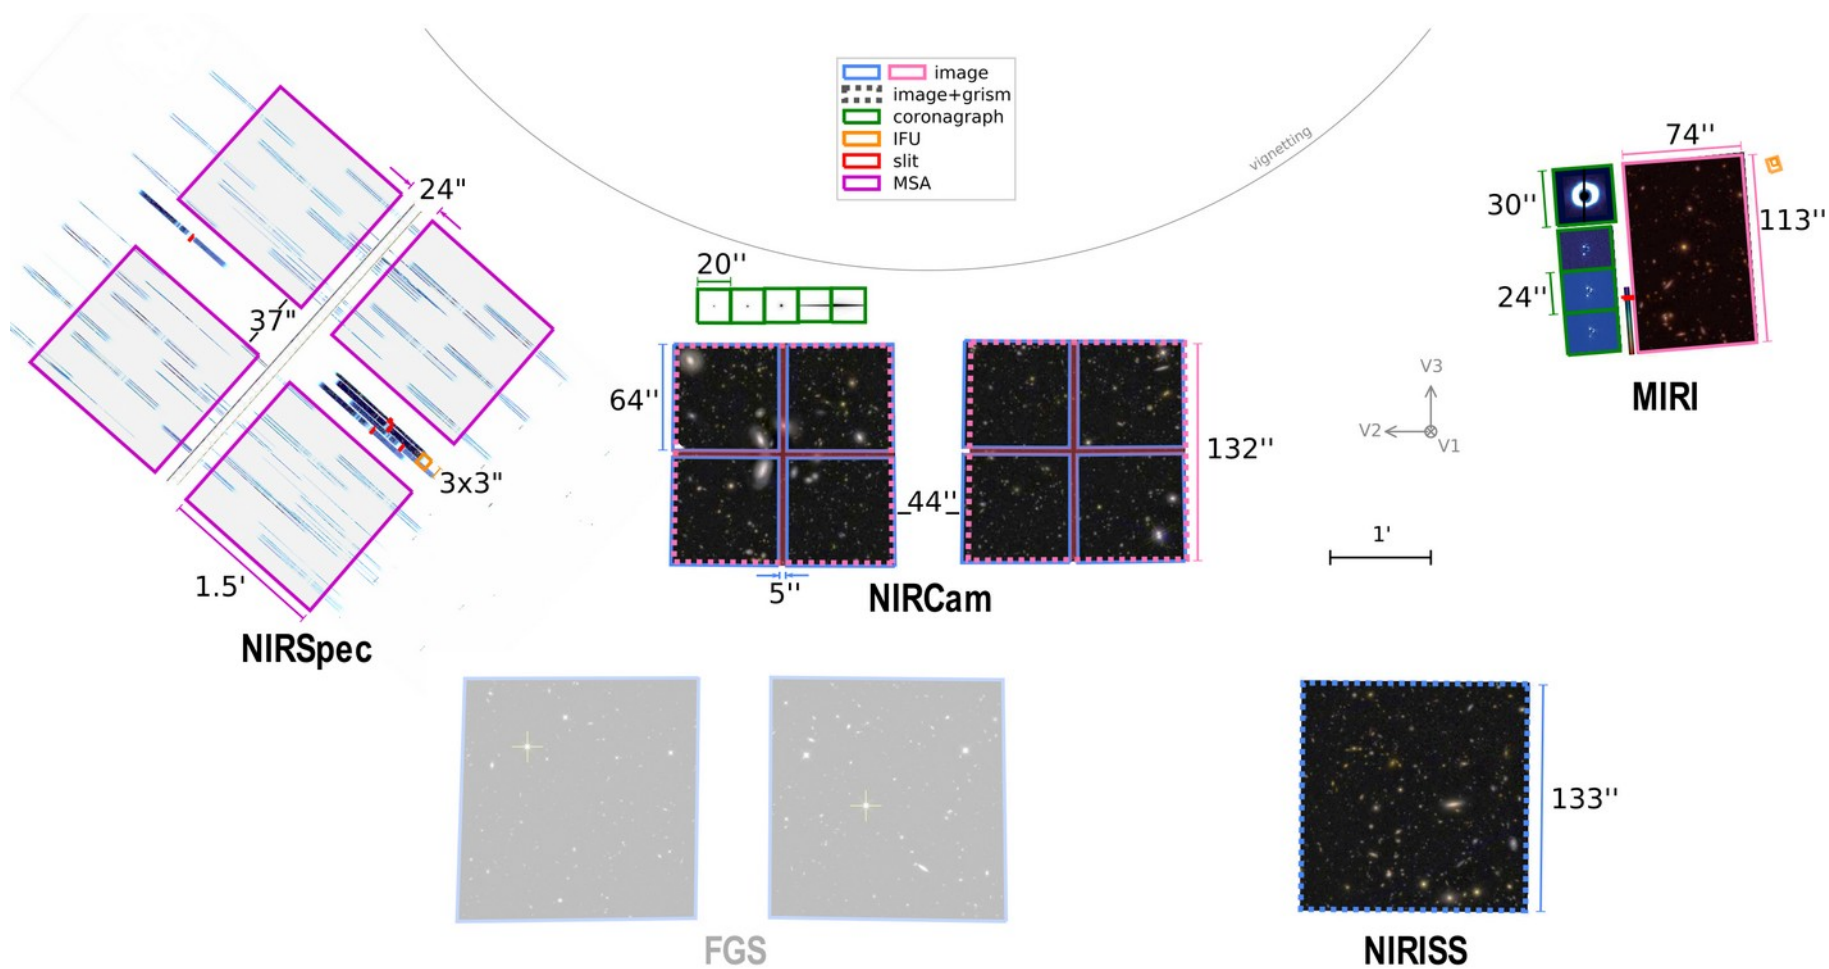 image
image+grism
coronagraph
IFU
slit
MSA
vignetting
24"
37"
3x3"
1.5'
NIRSpec
20''
64''
44''
132''
5''
NIRCam
74''
30''
113''
24''
MIRI
V3
V2
V1
1'
FGS
133''
NIRISS